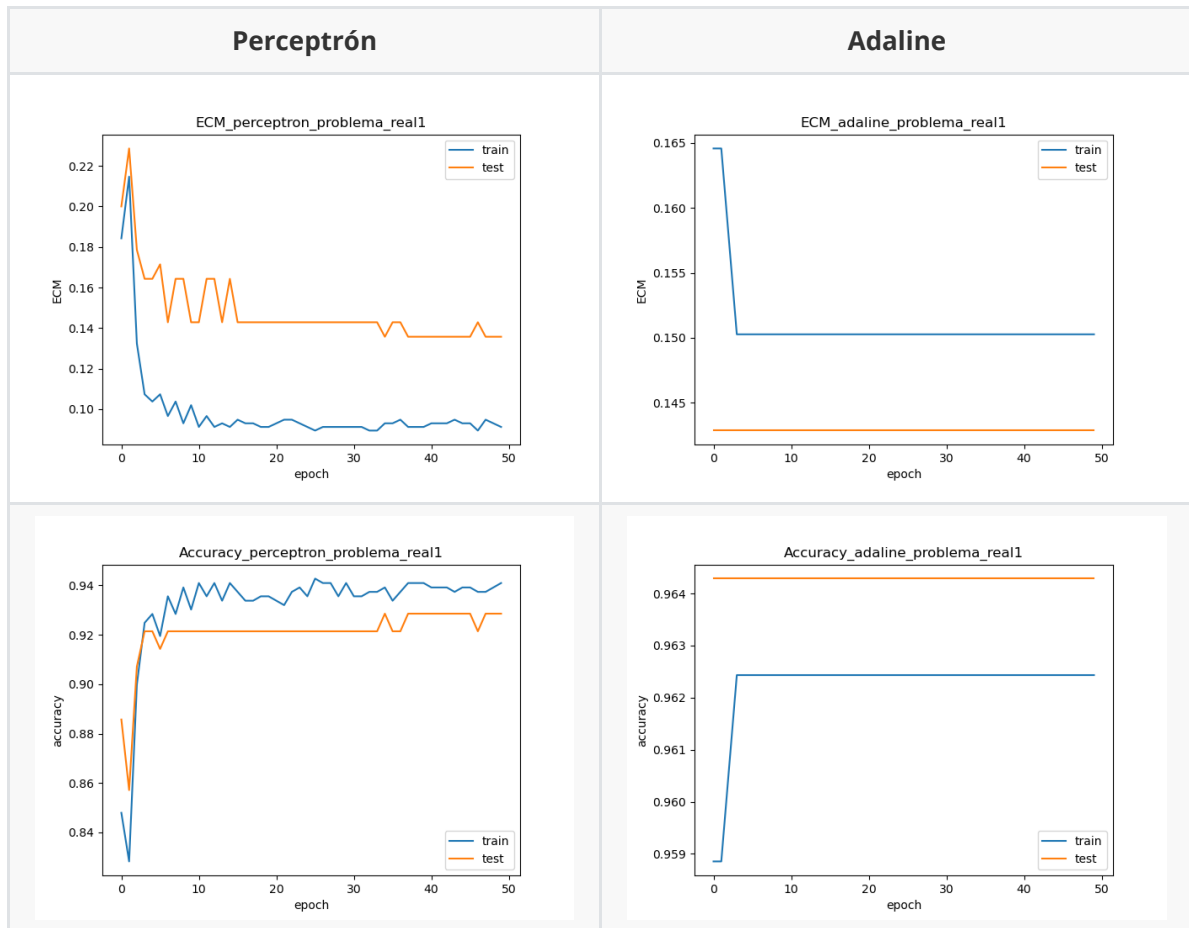 Perceptrón
Adaline
ECM_perceptron_problema_real1
train
test
0.22
0.20
0.18
0.16
0.14
0.12
0.10
ECM
0 10 20 30 40 50
epoch
ECM_adaline_problema_real1
train
test
0.165
0.160
0.155
0.150
0.145
ECM
0 10 20 30 40 50
epoch
Accuracy_perceptron_problema_real1
0.94
0.92
0.90
0.88
0.86
0.84
accuracy
train
test
0 10 20 30 40 50
epoch
Accuracy_adaline_problema_real1
0.964
0.963
0.962
0.961
0.960
0.959
accuracy
train
test
0 10 20 30 40 50
epoch